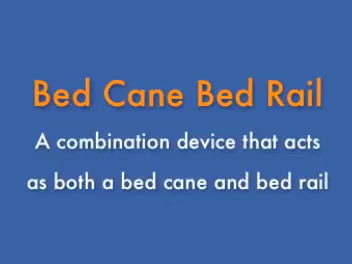 Bed Cane Bed Rail
A combination device that acts
as both a bed cane and bed rail